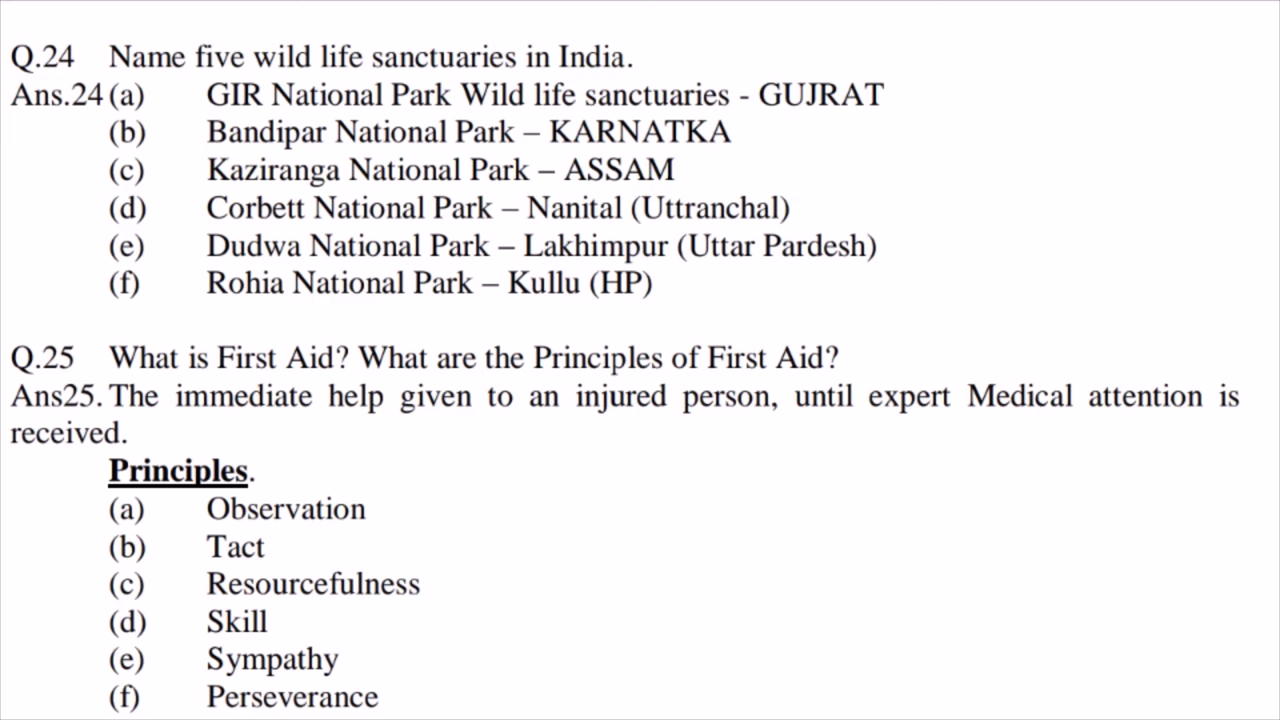 Q.24 Name five wild life sanctuaries in India.
Ans.24 (a) GIR National Park Wild life sanctuaries - GUJRAT
(b) Bandipar National Park – KARNATKA
(c) Kaziranga National Park – ASSAM
(d) Corbett National Park – Nanital (Uttranchal)
(e) Dudwa National Park – Lakhimpur (Uttar Pardesh)
(f) Rohia National Park – Kullu (HP)
Q.25 What is First Aid? What are the Principles of First Aid?
Ans25. The immediate help given to an injured person, until expert Medical attention is
received.
Principles.
(a) Observation
(b) Tact
(c) Resourcefulness
(d) Skill
(e) Sympathy
(f) Perseverance